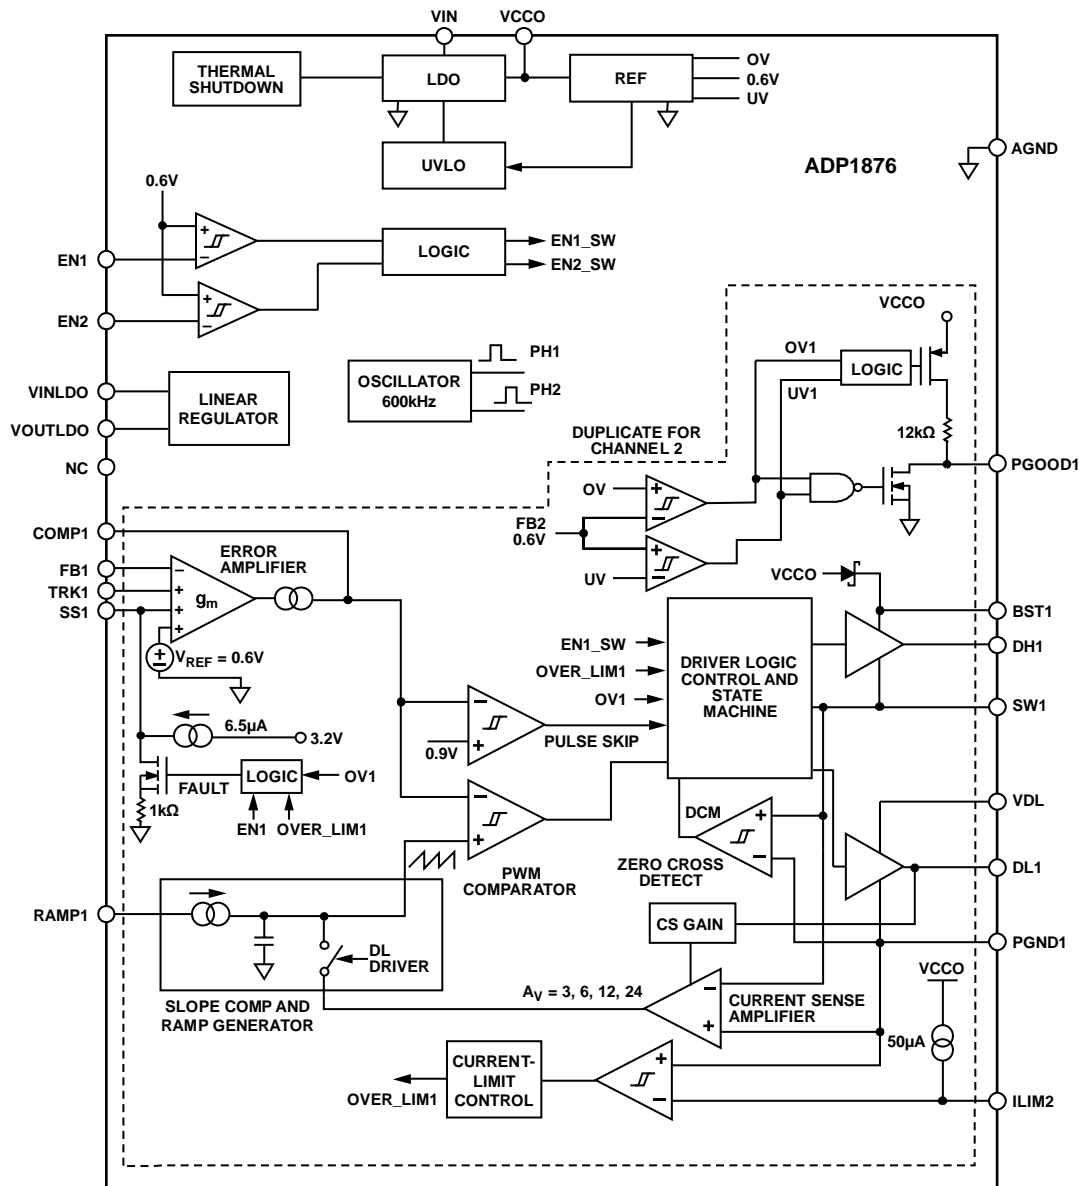 VIN
VCCO
THERMAL
SHUTDOWN
LDO
REF
OV
0.6V
UV
UVLO
ADP1876
AGND
0.6V
+
−
EN1
LOGIC
EN1_SW
EN2_SW
+
−
EN2
VCCO
PH1
OSCILLATOR
600kHz
PH2
OV1
LOGIC
UV1
VINLDO
LINEAR
REGULATOR
VOUTLDO
12kΩ
DUPLICATE FOR
CHANNEL 2
NC
PGOOD1
OV
+
−
FB2
0.6V
+
−
UV
COMP1
ERROR
AMPLIFIER
FB1
−
TRK1
+
gm
SS1
+
+
VREF = 0.6V
+
−
VCCO
BST1
EN1_SW
OVER_LIM1
OV1
DRIVER LOGIC
CONTROL AND
STATE
MACHINE
DH1
SW1
6.5µA
3.2V
−
0.9V
+
PULSE SKIP
LOGIC
OV1
FAULT
1kΩ
EN1
OVER_LIM1
−
+
PWM
COMPARATOR
DCM
+
−
ZERO CROSS
DETECT
VDL
DL1
RAMP1
DL
DRIVER
SLOPE COMP AND
RAMP GENERATOR
CS GAIN
PGND1
AV = 3, 6, 12, 24
−
+
CURRENT SENSE
AMPLIFIER
VCCO
50µA
CURRENT-
LIMIT
CONTROL
OVER_LIM1
+
−
ILIM2